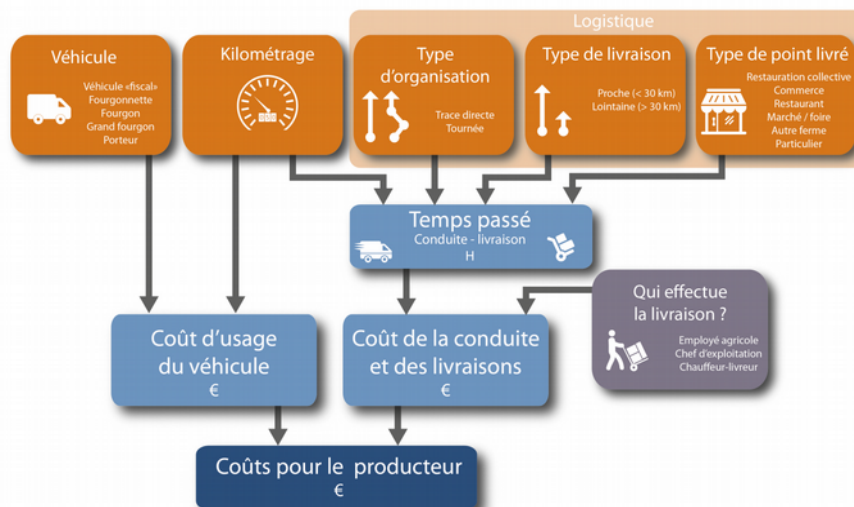 Logistique
Véhicule
Véhicule «fiscal»
Fourgonnette
Fourgon
Grand fourgon
Porteur
Kilométrage
Type
d'organisation
Trace directe
Tournée
Type de livraison
Proche (< 30 km)
Lointaine (> 30 km)
Type de point livré
Restauration collective
Commerce
Restaurant
Marché / foire
Autre ferme
Particulier
Temps passé
Conduite - livraison
H
Qui effectue
la livraison ?
Employé agricole
Chef d'exploitation
Chauffeur-livreur
Coût d'usage
du véhicule
€
Coût de la conduite
et des livraisons
€
Coûts pour le producteur
€